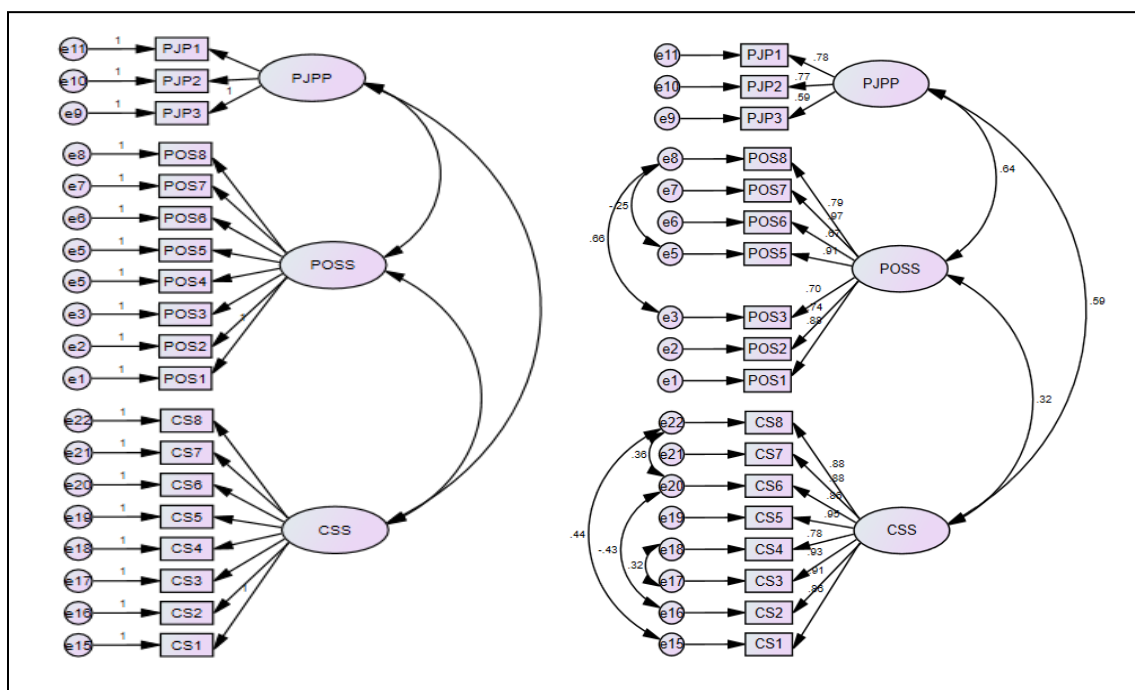 e11 1 PJP1
e10 1 PJP2
e9 1 PJP3
1
PJPP
e8 1 POS8
e7 1 POS7
e6 1 POS6
e5 1 POS5
e5 1 POS4
e3 1 POS3
e2 1 POS2
e1 1 POS1
1
POSS
e22 1 CS8
e21 1 CS7
e20 1 CS6
e19 1 CS5
e18 1 CS4
e17 1 CS3
e16 1 CS2
e15 1 CS1
1
CSS
e11 PJP1 .78
e10 PJP2 .77
e9 PJP3 .59
PJPP
.64
.59
e8 POS8 .79
e7 POS7 .97
e6 POS6 .67
e5 POS5 .91
e3 POS3 .70
e2 POS2 .74
e1 POS1 .88
-.25
.66
POSS
.32
e22 CS8 .88
e21 CS7 .88
e20 CS6 .86
e19 CS5 .95
e18 CS4 .78
e17 CS3 .93
e16 CS2 .91
e15 CS1 .86
.36
.44
-.43
.32
CSS